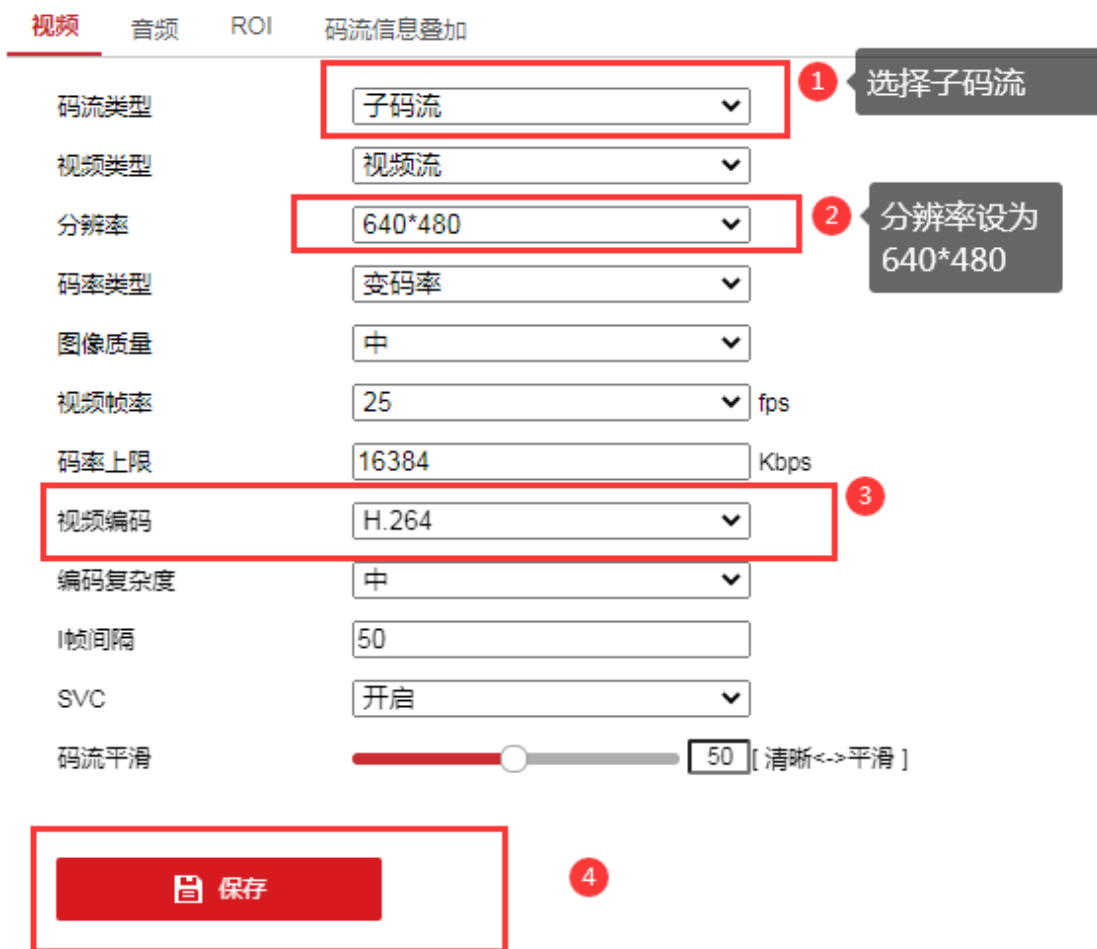 视频 音频 ROI 码流信息叠加
1 选择子码流
码流类型 子码流
视频类型 视频流
分辨率 640*480 2 分辨率设为
640*480
码率类型 变码率
图像质量 中
视频帧率 25 fps
码率上限 16384 Kbps
3
视频编码 H.264
编码复杂度 中
I帧间隔 50
SVC 开启
码流平滑 50 [ 清晰<->平滑 ]
保存 4